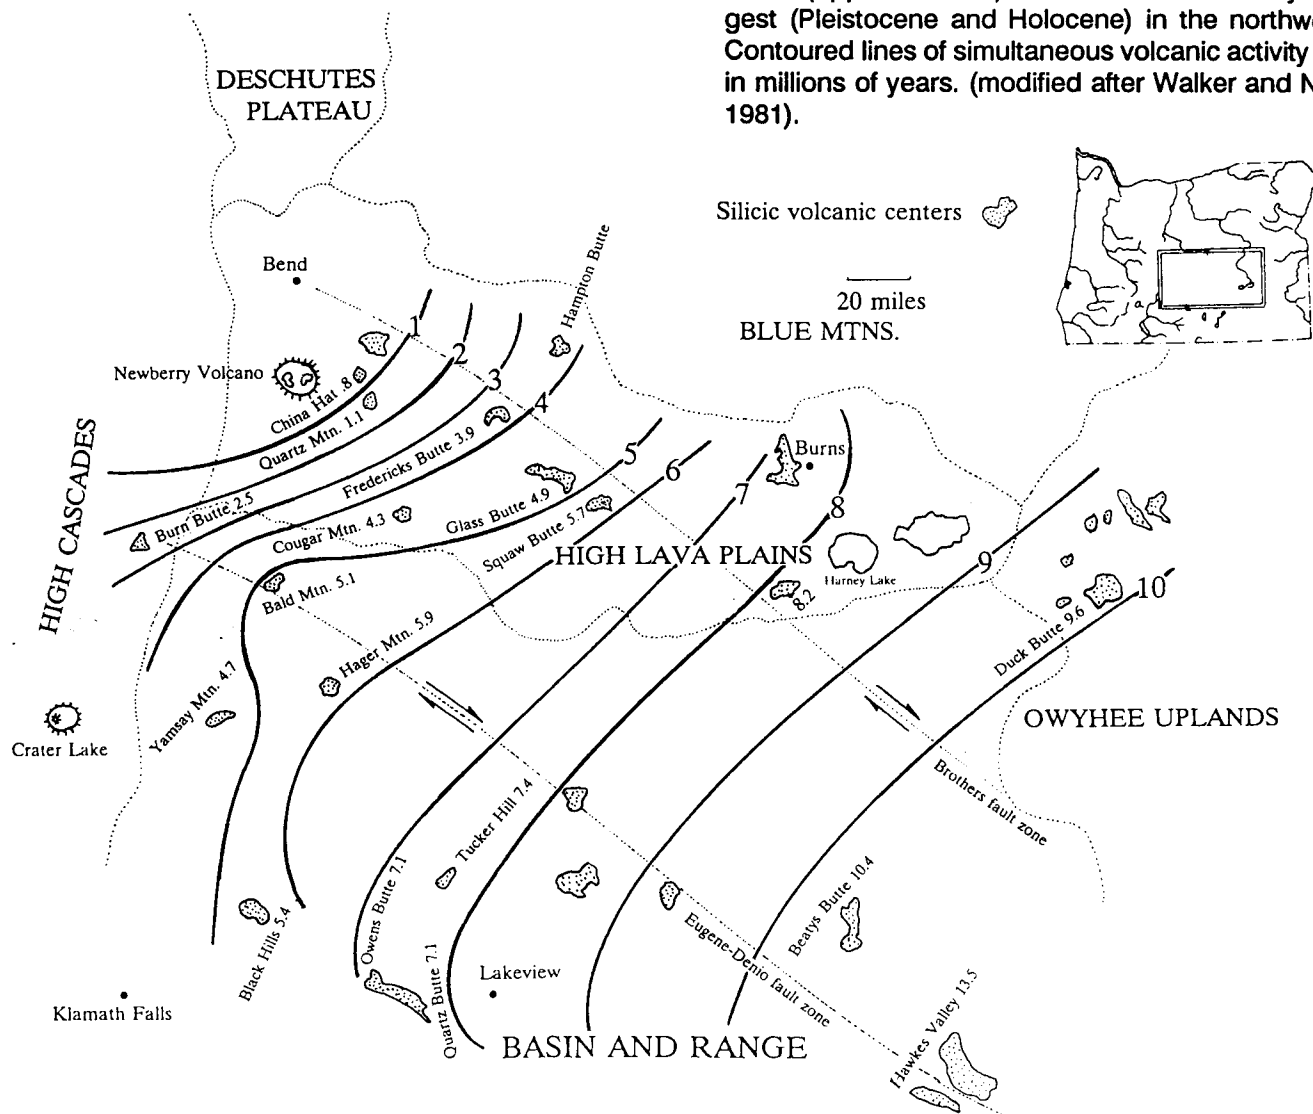 gest (Pleistocene and Holocene) in the
Contoured lines of simultaneous volcanic activity
in millions of years. (modified after Walker and
1981).
DESCHUTES
PLATEAU
Silicic volcanic centers
20 miles
BLUE MTNS.
Bend
Hampton Butte
Newberry Volcano
China Hat .8
Quartz Mtn. 1.1
Fredericks Butte 3.9
Burn Butte 2.5
Cougar Mtn. 4.3
Glass Butte 4.9
Squaw Butte 5.7
Burns
1
2
3
4
5
6
7
8
9
10
HIGH CASCADES
HIGH LAVA PLAINS
Harney Lake
8.2
Bald Mtn. 5.1
Hager Mtn. 5.9
Yamsay Mtn. 4.7
Duck Butte 9.6
Crater Lake
OWYHEE UPLANDS
Brothers fault zone
Tucker Hill 7.4
Owens Butte 7.1
Beatys Butte 10.4
Eugene-Denio fault zone
Black Hills 5.4
Quartz Butte 7.1
Lakeview
Klamath Falls
Hawkes Valley 13.5
BASIN AND RANGE